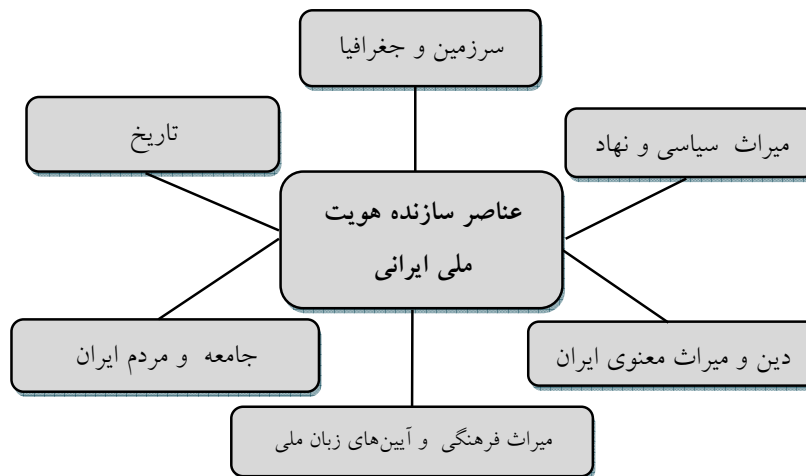 سرزمین و جغرافیا
میراث سیاسی و نهاد
تاریخ
عناصر سازنده هویت
ملی ایرانی
دین و میراث معنوی ایران
جامعه و مردم ایران
میراث فرهنگی و آیین‌های زبان ملی